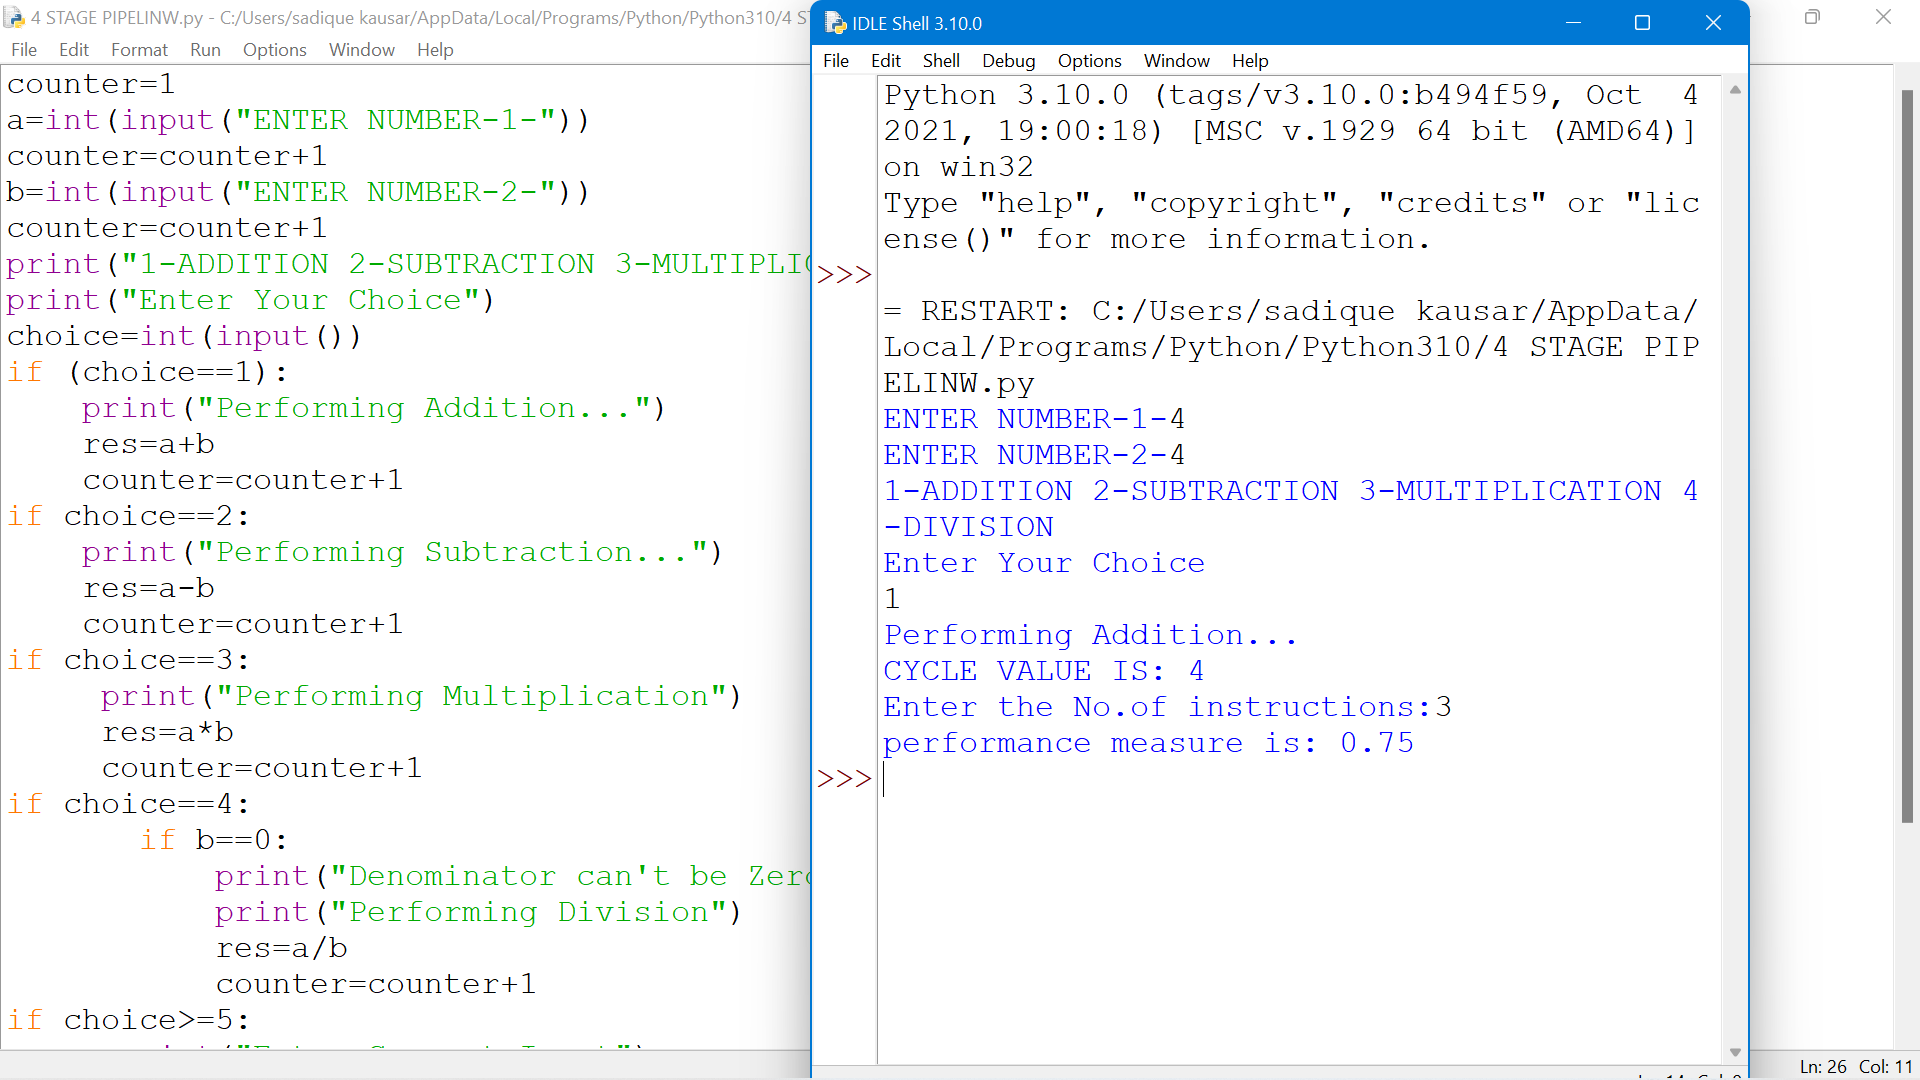 4 STAGE PIPELINW.py - C:/Users/sadique kausar/AppData/Local/Programs/Python/Python310/4
File Edit Format Run Options Window Help
counter=1
a=int(input("ENTER NUMBER-1-"))
counter=counter+1
b=int(input("ENTER NUMBER-2-"))
counter=counter+1
print("1-ADDITION 2-SUBTRACTION
print("Enter Your Choice")
choice=int(input())
if (choice==1):
print("Performing Addition...")
res=a+b
counter=counter+1
if choice==2:
print("Performing Subtraction...")
res=a-b
counter=counter+1
if choice==3:
print("Performing Multiplication")
res=a*b
counter=counter+1
if choice==4:
if b==0:
print("Denominator can't be
print("Performing Division")
res=a/b
counter=counter+1
if choice>=5:
IDLE Shell 3.10.0
File Edit Shell Debug Options Window Help
Python 3.10.0 (tags/v3.10.0:b494f59, Oct 4
2021, 19:00:18) [MSC v.1929 64 bit (AMD64)]
on win32
Type "help", "copyright", "credits" or "lic
ense()" for more information.
>>>
= RESTART: C:/Users/sadique kausar/AppData/
Local/Programs/Python/Python310/4 STAGE PIP
ELINW.py
ENTER NUMBER-1-4
ENTER NUMBER-2-4
1-ADDITION 2-SUBTRACTION 3-MULTIPLICATION 4
-DIVISION
Enter Your Choice
1
Performing Addition...
CYCLE VALUE IS: 4
Enter the No.of instructions:3
performance measure is: 0.75
>>>
Ln: 26 Col: 11